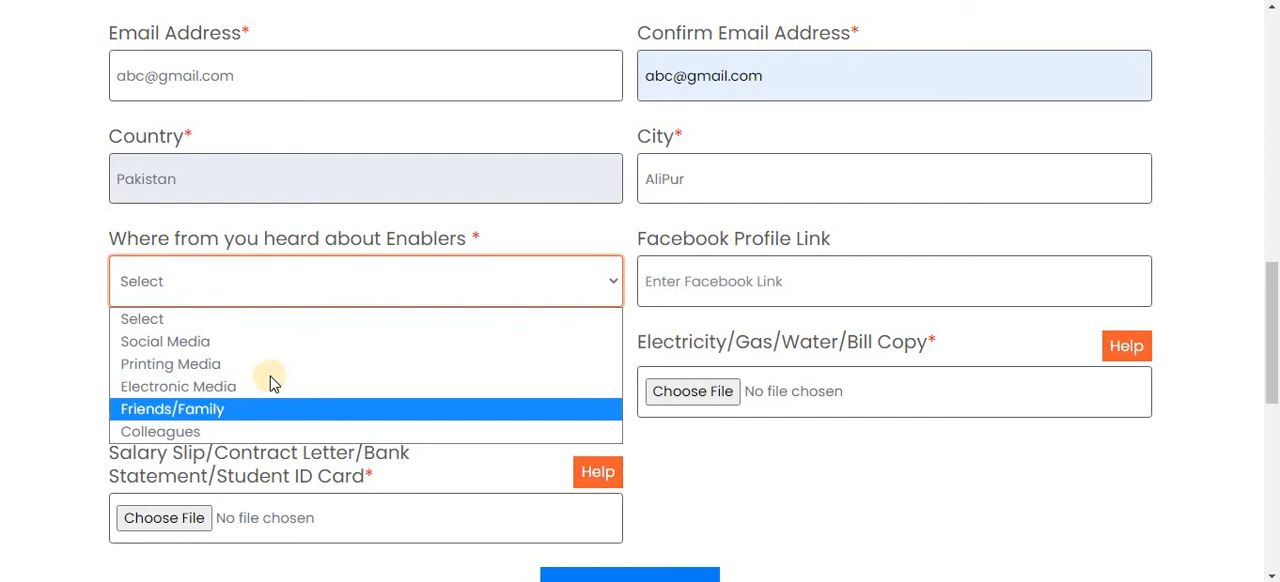 Email Address*
Confirm Email Address*
abc@gmail.com
abc@gmail.com
Country*
City*
Pakistan
AliPur
Where from you heard about Enablers *
Facebook Profile Link
Select
Enter Facebook Link
Select
Social Media
Printing Media
Electronic Media
Friends/Family
Colleagues
Electricity/Gas/Water/Bill Copy*
Help
Choose File No file chosen
Salary Slip/Contract Letter/Bank
Statement/Student ID Card*
Help
Choose File No file chosen